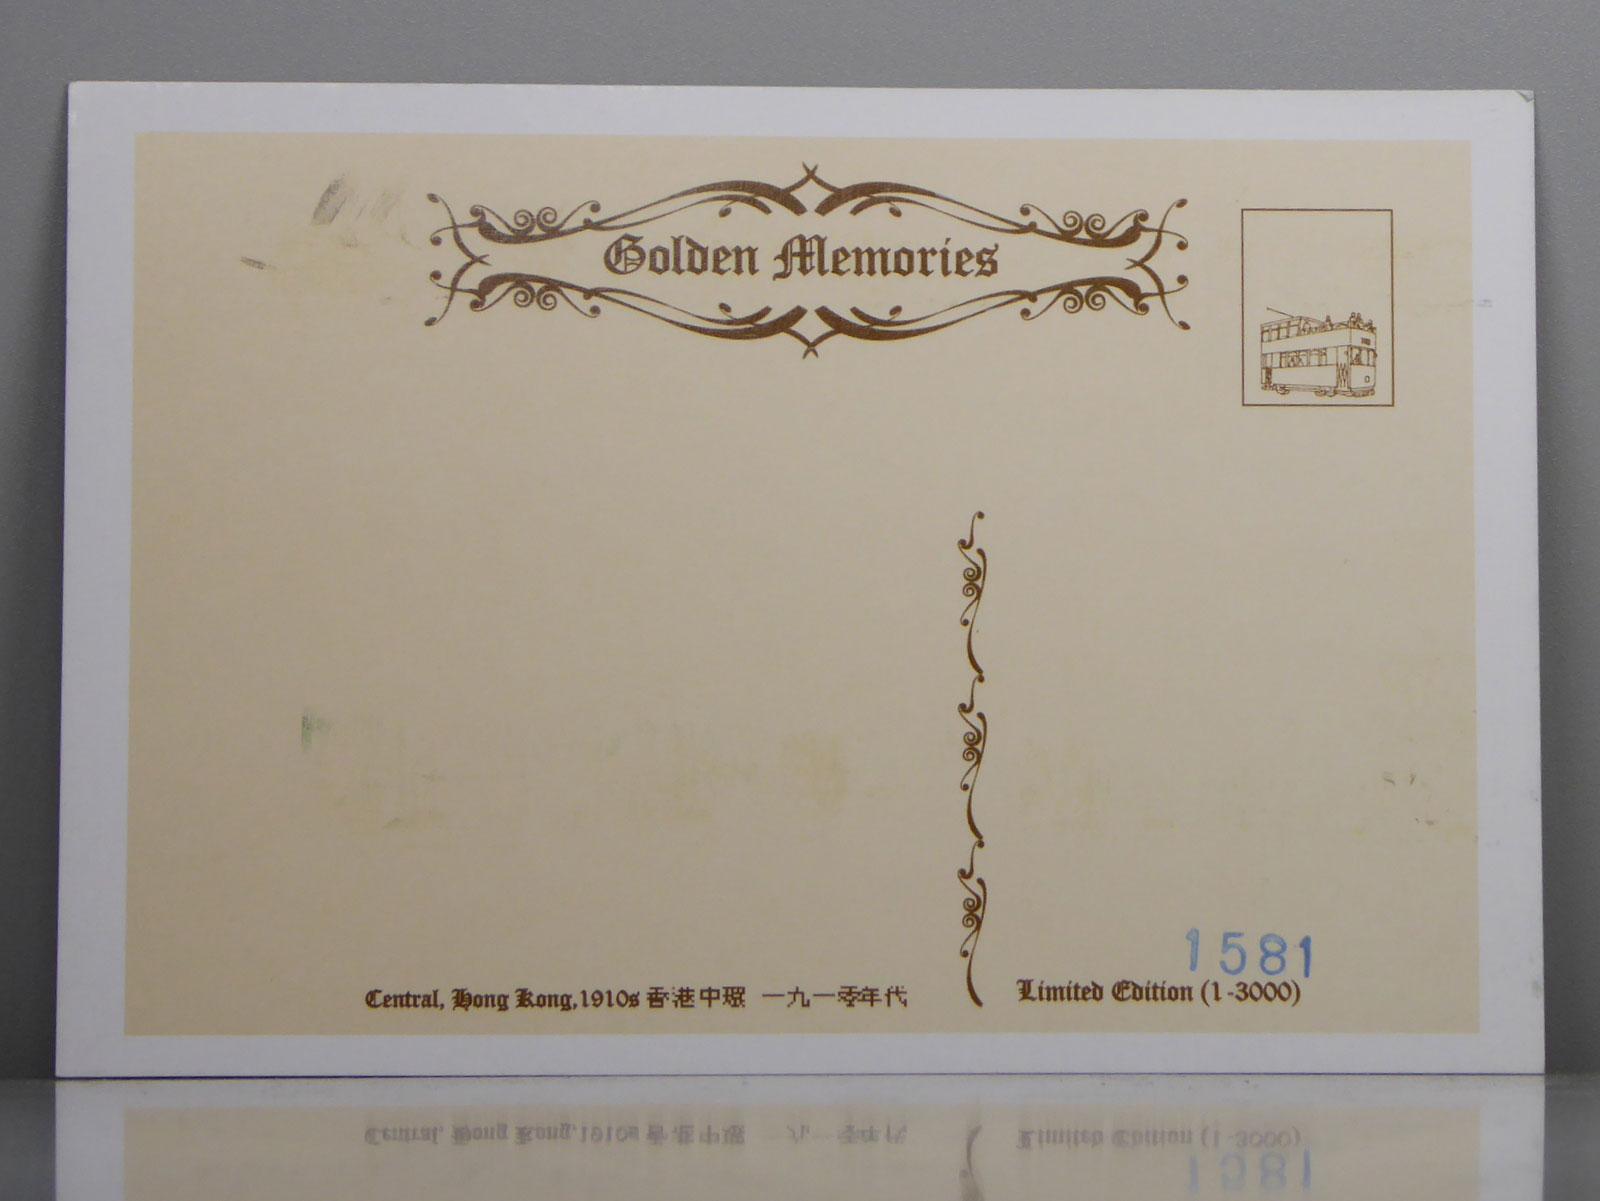 Golden Memories
1581
Central, Hong Kong, 1910s 香港中環 一九一零年代
Limited Edition (1-3000)